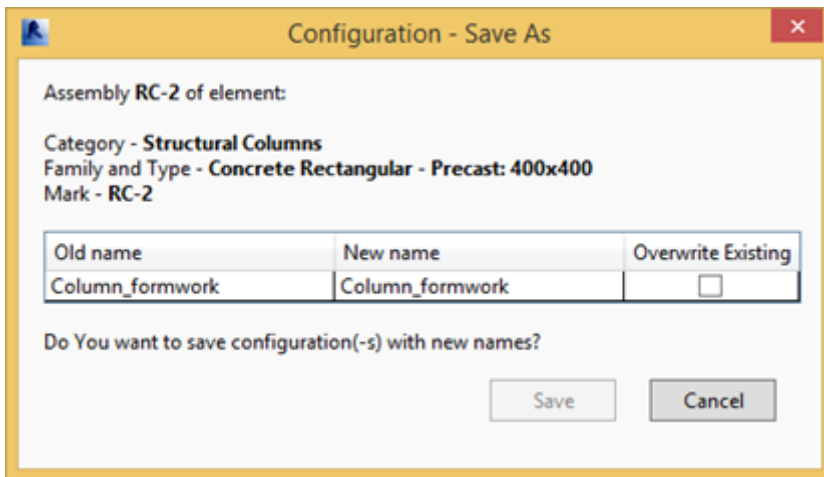 Configuration - Save As
Assembly RC-2 of element:
Category - Structural Columns
Family and Type - Concrete Rectangular - Precast: 400x400
Mark - RC-2
Old name New name Overwrite Existing
Column_formwork Column_formwork
Do You want to save configuration(-s) with new names?
Save Cancel